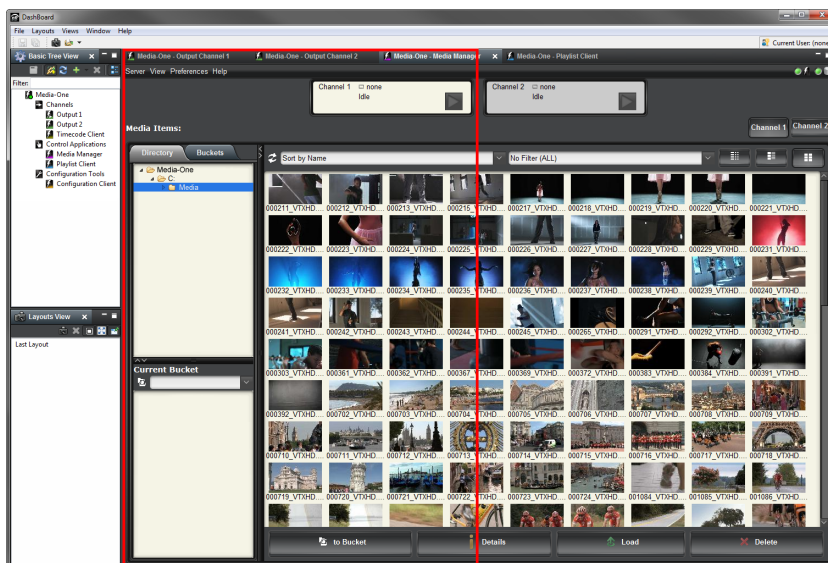 DashBoard
File Layouts Views Window Help
Current User: (none
Basic Tree View
Filter:
Media-One
Channels
Output 1
Output 2
Timecode Client
Control Applications
Media Manager
Playlist Client
Configuration Tools
Configuration Client
Layouts View
Last Layout
Media-One - Output Channel 1
Media-One - Output Channel 2
Media-One - Media Manager
Media-One - Playlist Client
Server View Preferences Help
Channel 1 none
Idle
Channel 2 none
Idle
Media Items:
Channel 1
Channel 2
Directory
Buckets
Media-One
C:
Media
Current Bucket
Sort by Name
No Filter (ALL)
000211_VTXHD... 000212_VTXHD... 000213_VTXHD... 000215_VTXHD... 000217_VTXHD... 000218_VTXHD... 000219_VTXHD... 000220_VTXHD... 000221_VTXHD...
000222_VTXHD... 000223_VTXHD... 000224_VTXHD... 000225_VTXHD... 000226_VTXHD... 000227_VTXHD... 000228_VTXHD... 000229_VTXHD... 000231_VTXHD...
000232_VTXHD... 000233_VTXHD... 000234_VTXHD... 000235_VTXHD... 000236_VTXHD... 000237_VTXHD... 000238_VTXHD... 000239_VTXHD... 000240_VTXHD...
000241_VTXHD... 000242_VTXHD... 000243_VTXHD... 000244_VTXHD... 000245_VTXHD... 000265_VTXHD... 000291_VTXHD... 000292_VTXHD... 000302_VTXHD...
000303_VTXHD... 000361_VTXHD... 000362_VTXHD... 000367_VTXHD... 000369_VTXHD... 000372_VTXHD... 000383_VTXHD... 000384_VTXHD... 000391_VTXHD...
000392_VTXHD... 000702_VTXHD... 000703_VTXHD... 000704_VTXHD... 000705_VTXHD... 000706_VTXHD... 000707_VTXHD... 000708_VTXHD... 000709_VTXHD...
000710_VTXHD... 000711_VTXHD... 000712_VTXHD... 000713_VTXHD... 000714_VTXHD... 000715_VTXHD... 000716_VTXHD... 000717_VTXHD... 000718_VTXHD...
000719_VTXHD... 000720_VTXHD... 000721_VTXHD... 000722_VTXHD... 000723_VTXHD... 000724_VTXHD... 001084_VTXHD... 001085_VTXHD... 001086_VTXHD...
to Bucket
Details
Load
Delete